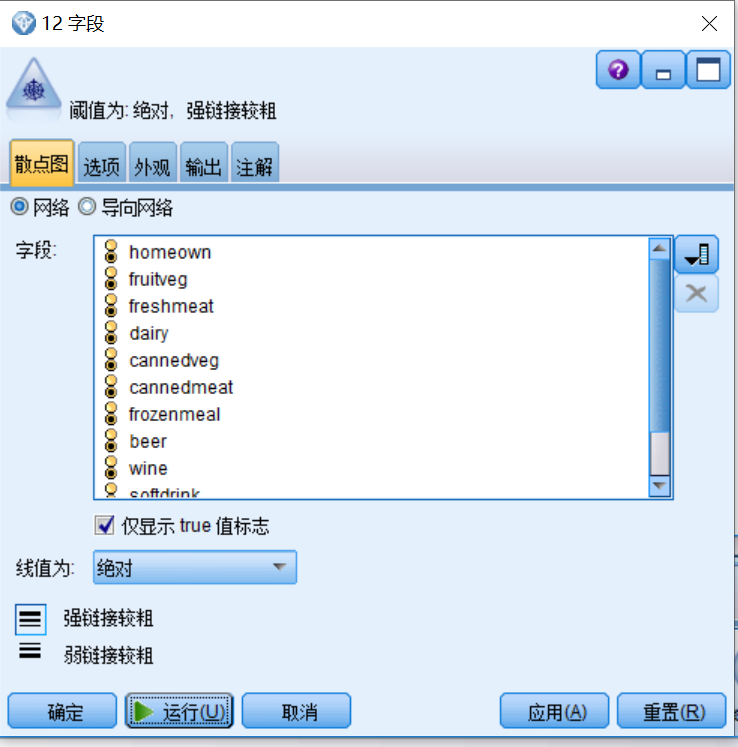 12 字段
阈值为: 绝对, 强链接较粗
散点图 选项 外观 输出 注解
网络 导向网络
字段:
homeown
fruitveg
freshmeat
dairy
cannedveg
cannedmeat
frozenmeal
beer
wine
softdrink
仅显示 true 值标志
线值为: 绝对
强链接较粗
弱链接较粗
确定 运行(U) 取消 应用(A) 重置(R)